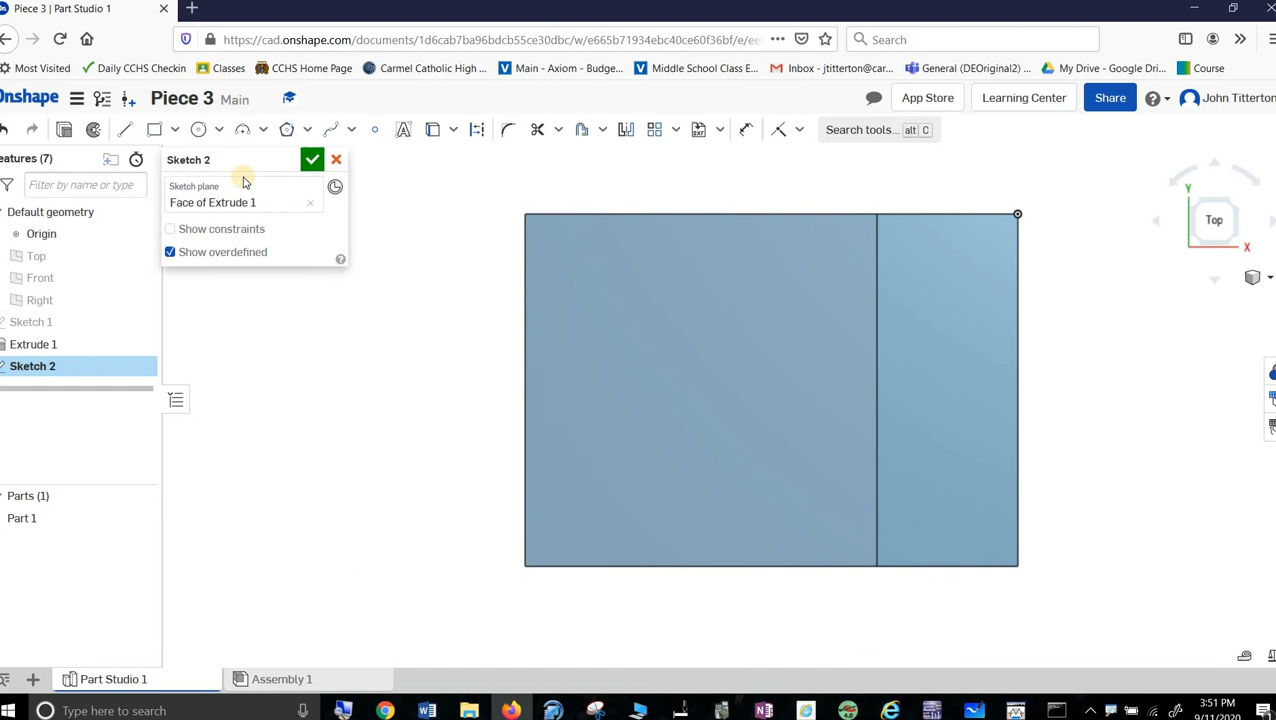 Piece 3 | Part Studio 1
https://cad.onshape.com/documents/1d6cab7ba96bdcb55ce30dbc/w/e665b71934ebc40ce60f36bf/e/ee
Search
Most Visited
Daily CCHS Checkin
Classes
CCHS Home Page
Carmel Catholic High ...
Main - Axiom - Budge...
Middle School Class E...
Inbox - jtitterton@car...
General (DEOriginal2) ...
My Drive - Google Dri...
Course
Onshape
Piece 3 Main
App Store
Learning Center
Share
John Titterton
Search tools... alt C
eatures (7)
Filter by name or type
Default geometry
Origin
Top
Front
Right
Sketch 1
Extrude 1
Sketch 2
Parts (1)
Part 1
Sketch 2
Sketch plane
Face of Extrude 1
Show constraints
Show overdefined
Y
Top
X
Part Studio 1
Assembly 1
Type here to search
3:51 PM
9/11/2020